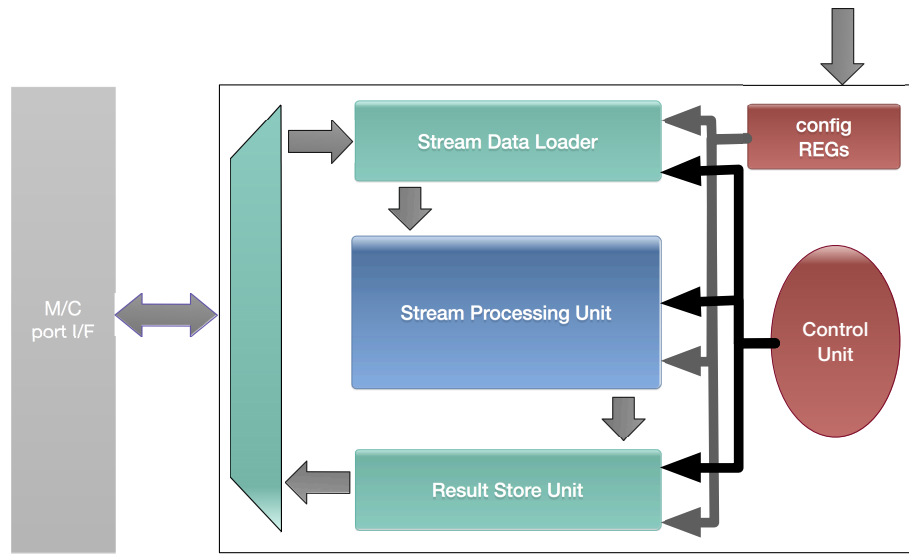 Stream Data Loader
config
REGs
M/C
port I/F
Stream Processing Unit
Control
Unit
Result Store Unit